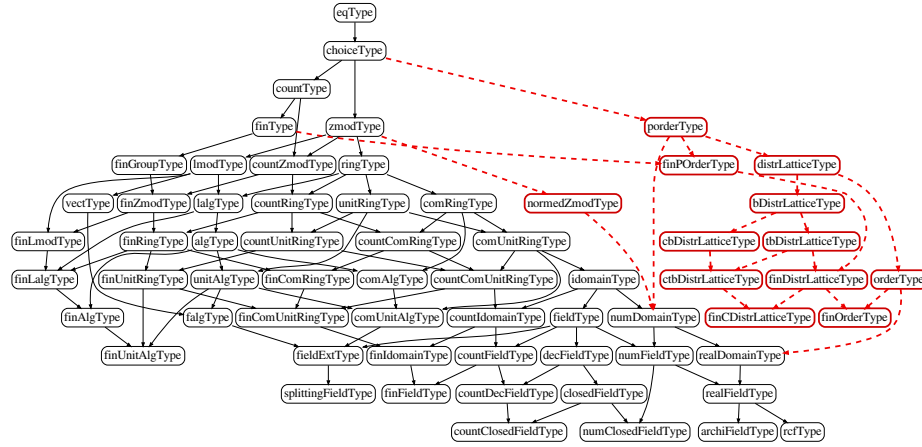 eqType
choiceType
countType
finType zmodType porderType
finGroupType lmodType countZmodType ringType finPOrderType distrLatticeType
vectType finZmodType lalgType countRingType unitRingType comRingType normedZmodType bDistrLatticeType
finLmodType finRingType algType countUnitRingType countComRingType comUnitRingType cbDistrLatticeType tbDistrLatticeType
finLalgType finUnitRingType unitAlgType finComRingType comAlgType countComUnitRingType idomainType ctbDistrLatticeType finDistrLatticeType orderType
finAlgType falgType finComUnitRingType comUnitAlgType countIdomainType fieldType numDomainType finCDistrLatticeType finOrderType
finUnitAlgType fieldExtType finIdomainType countFieldType decFieldType numFieldType realDomainType
splittingFieldType finFieldType countDecFieldType closedFieldType realFieldType
countClosedFieldType numClosedFieldType archiFieldType rcfType